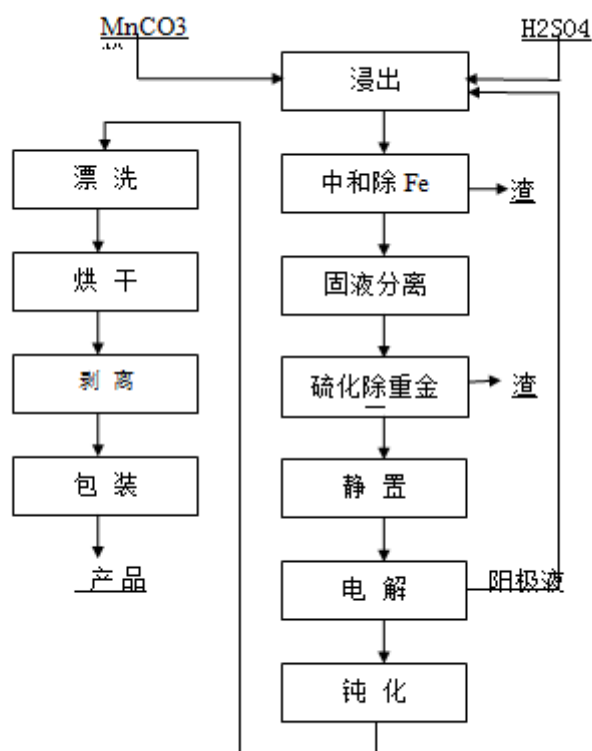 MnCO3
H2SO4
浸出
中和除 Fe
渣
固液分离
硫化除重金
渣
静 置
电 解
阳极液
钝化
漂 洗
烘 干
剥 离
包 装
产 品